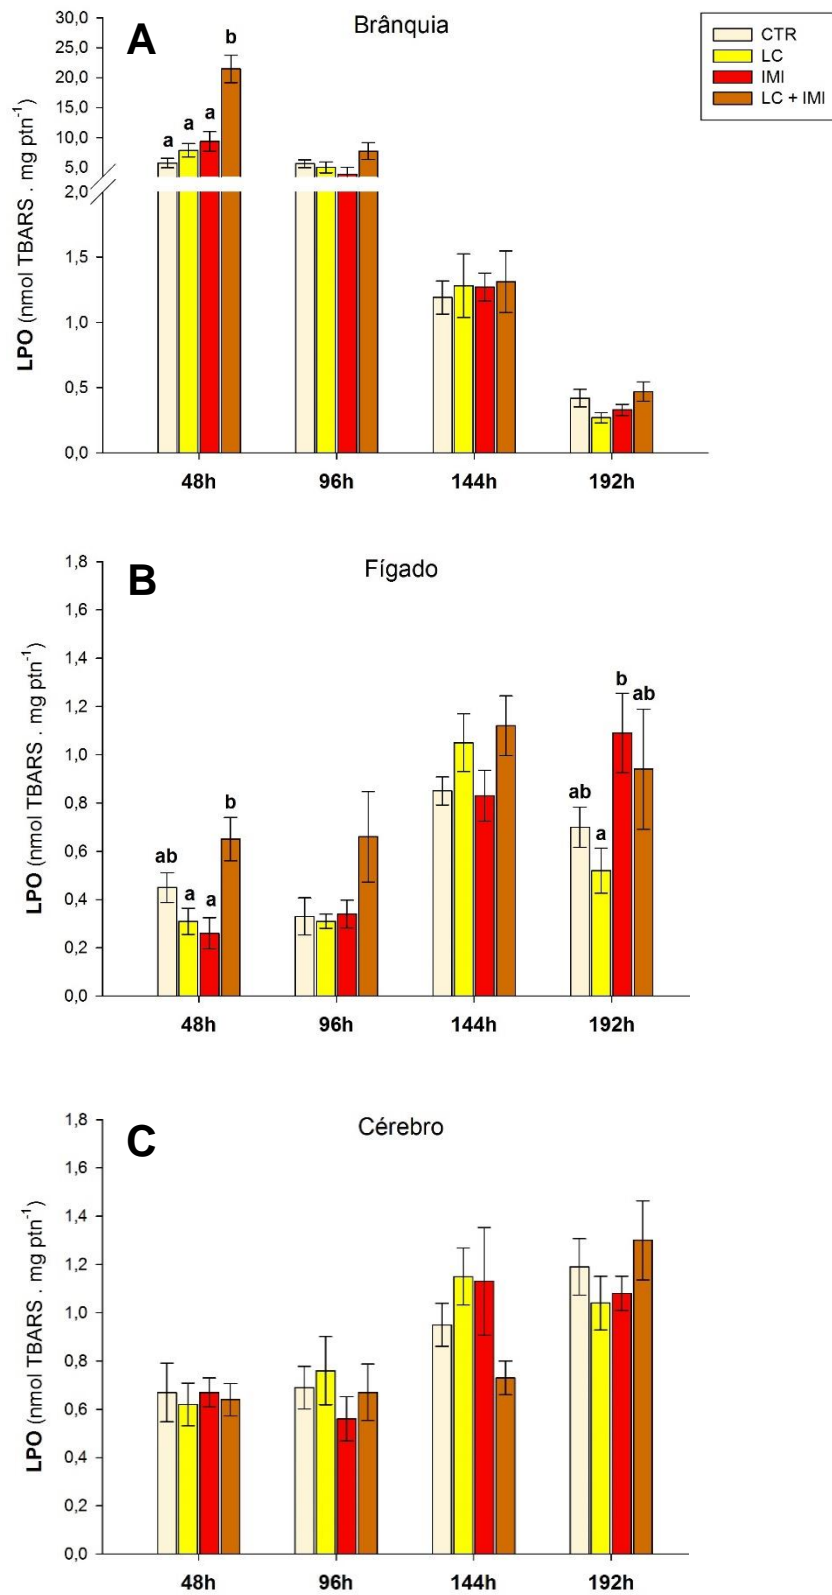 A
Brânquia
CTR
LC
IMI
LC + IMI
LPO (nmol TBARS . mg ptn-1)
30,0
25,0
20,0
15,0
10,0
5,0
2,0
1,5
1,0
0,5
0,0
a
a
a
b
48h
96h
144h
192h
B
Fígado
LPO (nmol TBARS . mg ptn-1)
1,8
1,6
1,4
1,2
1,0
0,8
0,6
0,4
0,2
0,0
ab
a
a
b
ab
a
b
ab
48h
96h
144h
192h
C
Cérebro
LPO (nmol TBARS . mg ptn-1)
1,8
1,6
1,4
1,2
1,0
0,8
0,6
0,4
0,2
0,0
48h
96h
144h
192h